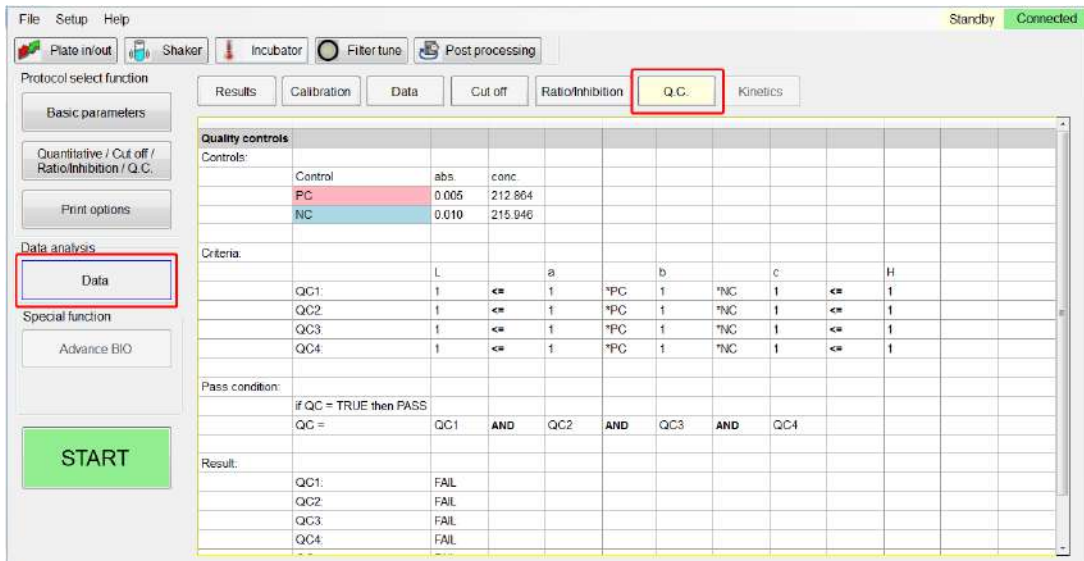 File Setup Help Standby Connected
Plate in/out Shaker Incubator Filter tune Post processing
Protocol select function
Basic parameters
Quantitative / Cut off /
Ratio/Inhibition / Q.C.
Print options
Data analysis
Data
Special function
Advance BIO
START
Results Calibration Data Cut off Ratio/Inhibition Q.C. Kinetics
Quality controls
Controls:
Control abs. conc.
PC 0.005 212.864
NC 0.010 215.946
Criteria:
L a b c H
QC1: 1 <= 1 *PC 1 *NC 1 <= 1
QC2: 1 <= 1 *PC 1 *NC 1 <= 1
QC3: 1 <= 1 *PC 1 *NC 1 <= 1
QC4: 1 <= 1 *PC 1 *NC 1 <= 1
Pass condition:
if QC = TRUE then PASS
QC = QC1 AND QC2 AND QC3 AND QC4
Result:
QC1: FAIL
QC2: FAIL
QC3: FAIL
QC4: FAIL